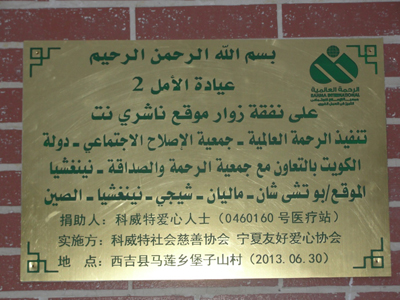 بسم الله الرحمن الرحيم
الرحمة العالمية
RAHMA INTERNATIONAL
عيادة الأمل 2
على نفقة زوار موقع ناشري نت
تنفيذ الرحمة العالمية ـ جمعية الإصلاح الاجتماعي ـ دولة
الكويت بالتعاون مع جمعية الرحمة والصداقة ـ نينغشيا
الموقع/بو تشى شان ـ ماليان ـ شيجي ـ نينغشيا ـ الصين
捐助人：科威特爱心人士（0460160 号医疗站）
实施方：科威特社会慈善协会 宁夏友好爱心协会
地 点：西吉县马莲乡堡子山村（2013.06.30）